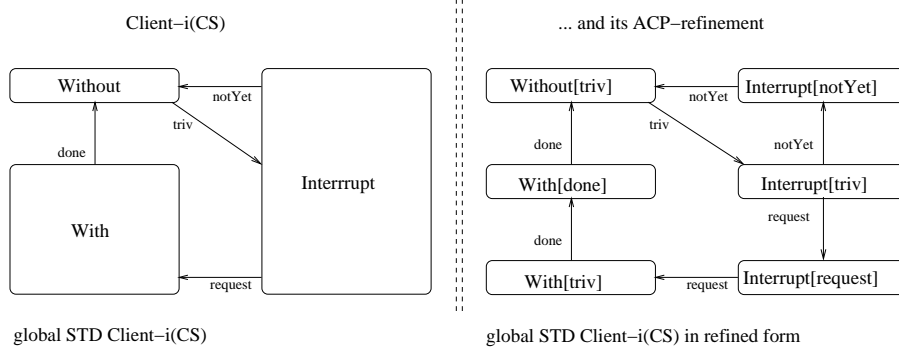 Client–i(CS)
... and its ACP–refinement
Without
notYet
triv
done
With
Interrrupt
request
Without[triv]
Interrupt[notYet]
notYet
triv
done
notYet
With[done]
Interrupt[triv]
done
request
With[triv]
request
Interrupt[request]
global STD Client–i(CS)
global STD Client–i(CS) in refined form